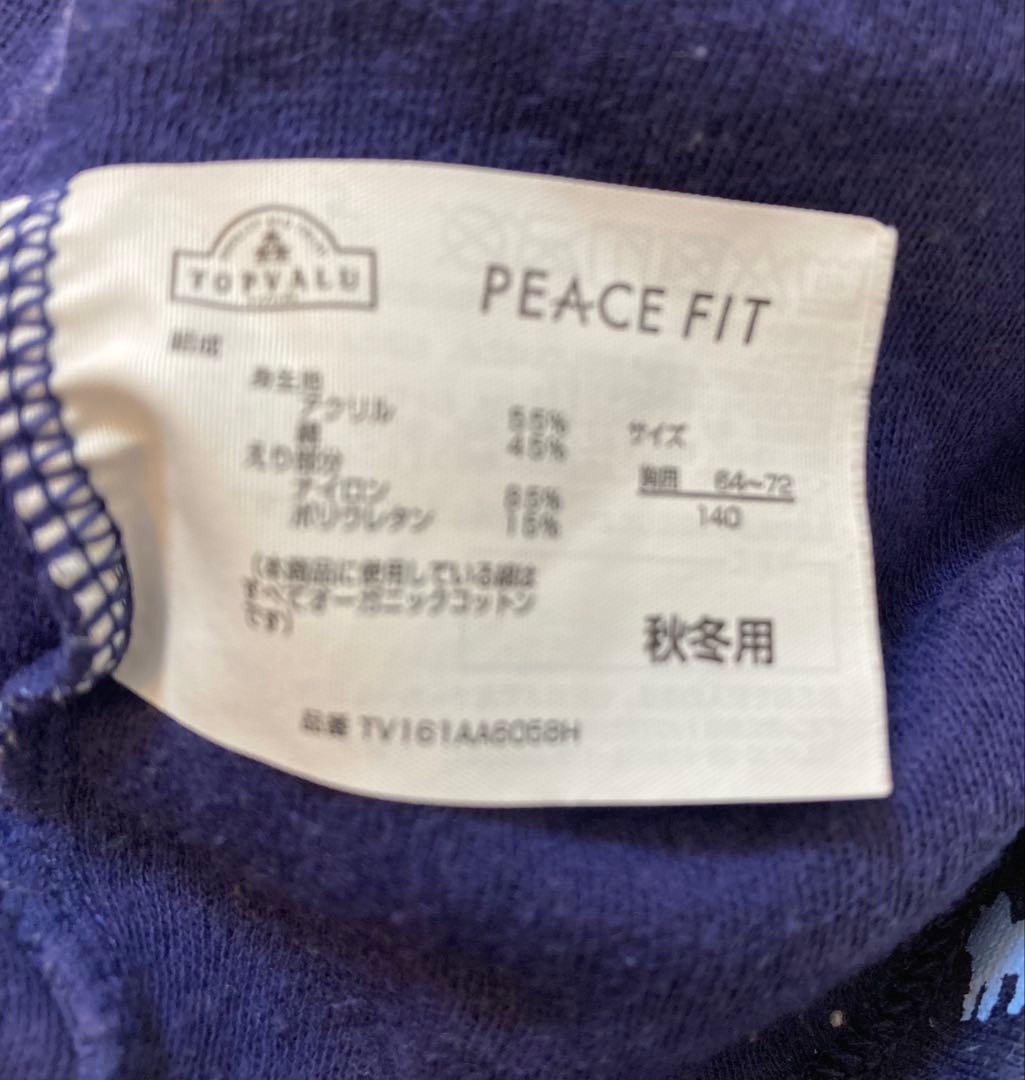 TOPVALU
PEACE FIT
組成
身生地
アクリル 55%
綿 45%
えり部分
ナイロン 85%
ポリウレタン 15%
(本商品に使用している綿は
すべてオーガニックコットン
です)
サイズ
胸囲 64〜72
140
秋冬用
品番 TV161AA6058H